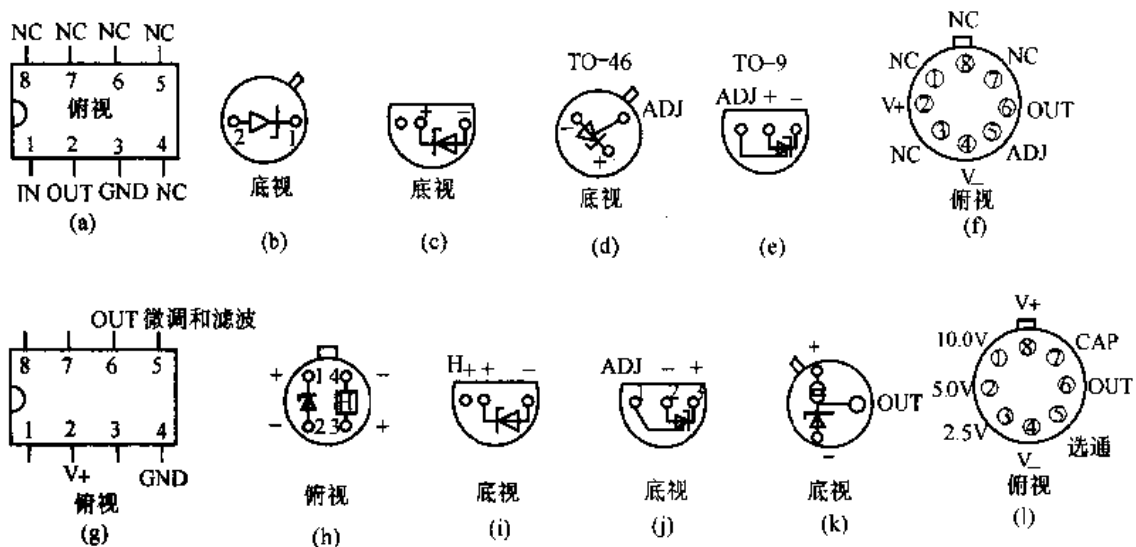 NC NC NC NC
8 7 6 5
俯视
1 2 3 4
IN OUT GND NC
(a)
2 1
底视
(b)
+ −
底视
(c)
TO-46
ADJ
−
+
底视
(d)
TO-9
ADJ + −
底视
(e)
NC
NC NC
⑧
① ⑦
V+ ② ⑥ OUT
③ ⑤
④
NC ADJ
V−
俯视
(f)
OUT 微调和滤波
8 7 6 5
1 2 3 4
V+ GND
俯视
(g)
+ 1 4 −
− 2 3 +
俯视
(h)
H+ + −
底视
(i)
ADJ − +
1 2 3
底视
(j)
+
OUT
−
底视
(k)
V+
10.0V CAP
⑧
① ⑦
5.0V ② ⑥ OUT
③ ⑤
④
2.5V 选通
V−
俯视
(l)